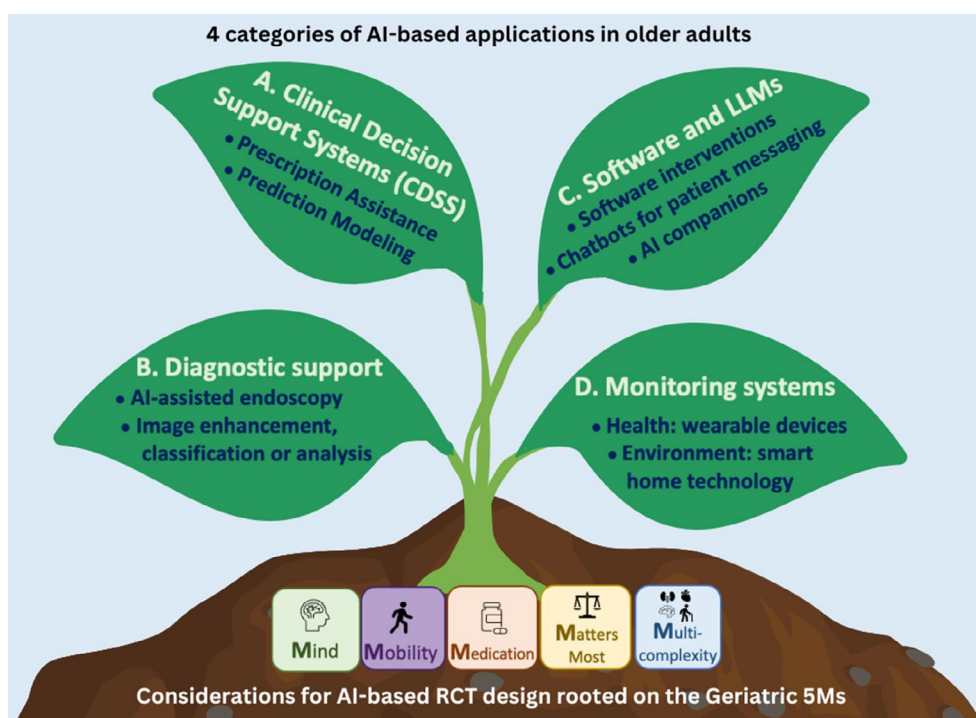 4 categories of AI-based applications in older adults
A. Clinical Decision
Support Systems (CDSS)
• Prescription Assistance
• Prediction Modeling
C. Software and LLMs
• Software interventions
• Chatbots for patient messaging
• AI companions
B. Diagnostic support
• AI-assisted endoscopy
• Image enhancement,
classification or analysis
D. Monitoring systems
• Health: wearable devices
• Environment: smart
home technology
Mind
Mobility
Medication
Matters
Most
Multi-
complexity
Considerations for AI-based RCT design rooted on the Geriatric 5Ms